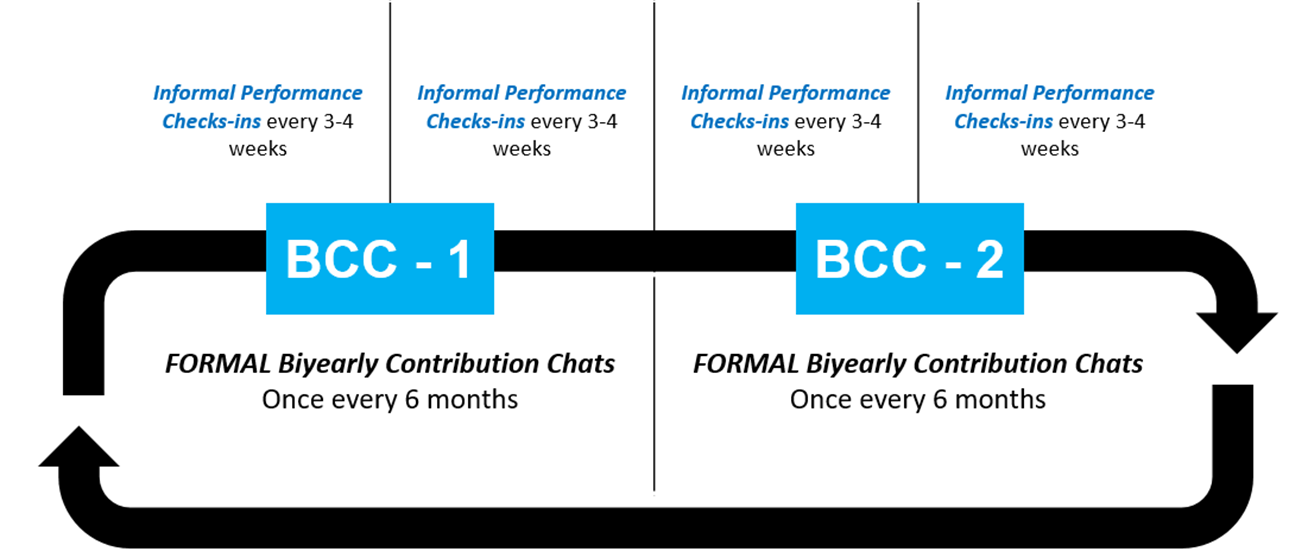 Informal Performance
Checks-ins every 3-4
weeks
Informal Performance
Checks-ins every 3-4
weeks
Informal Performance
Checks-ins every 3-4
weeks
Informal Performance
Checks-ins every 3-4
weeks
BCC - 1
BCC - 2
FORMAL Biyearly Contribution Chats
Once every 6 months
FORMAL Biyearly Contribution Chats
Once every 6 months